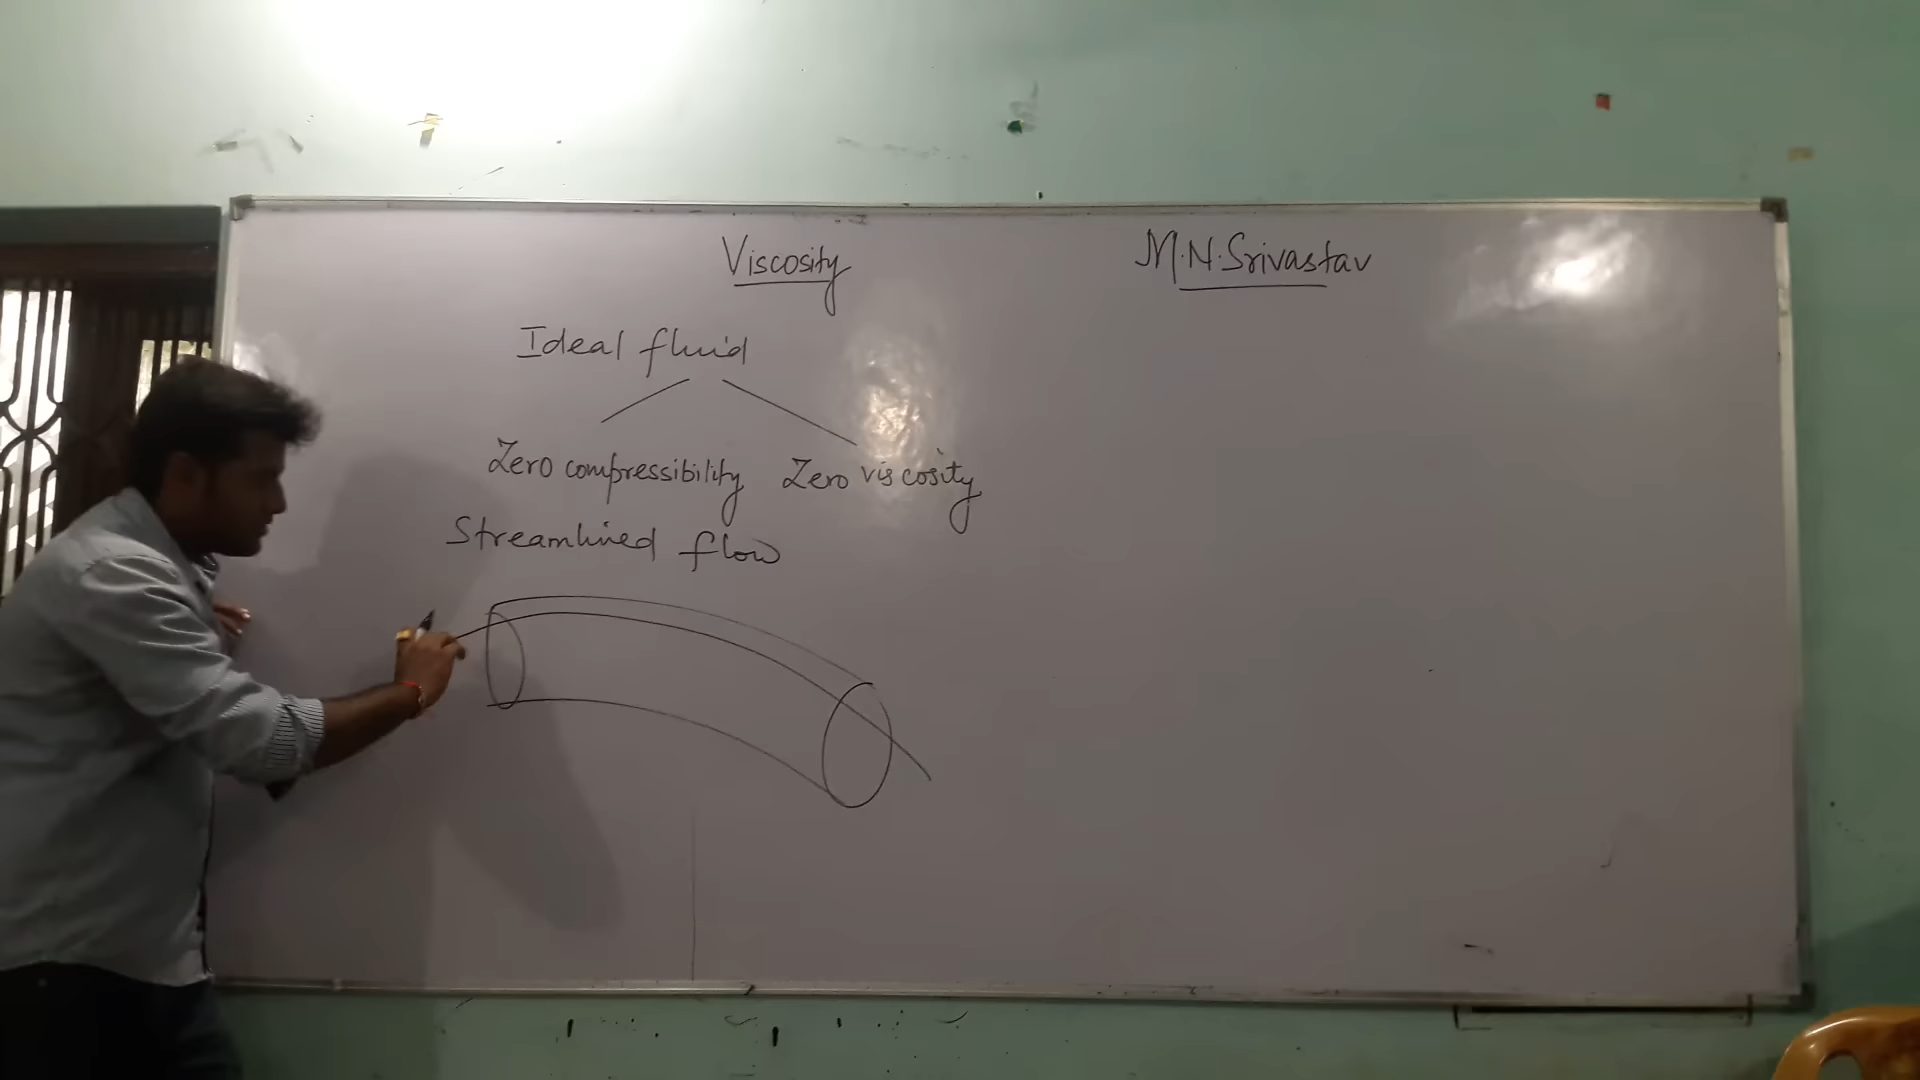 Viscosity
M.N.Srivastav
Ideal fluid
Zero compressibility
Zero viscosity
Streamlined flow